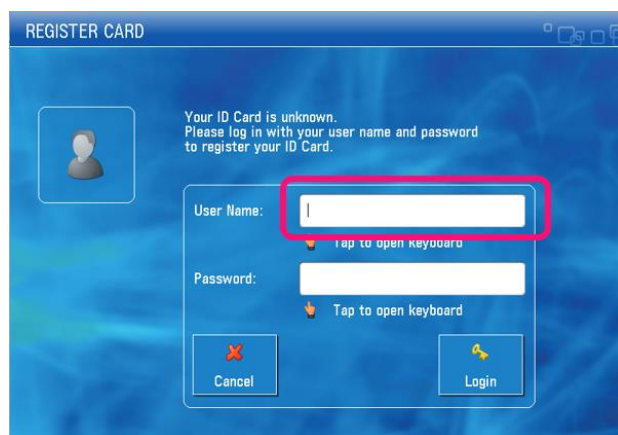 REGISTER CARD
Your ID Card is unknown.
Please log in with your user name and password
to register your ID Card.
User Name:
Tap to open keyboard
Password:
Tap to open keyboard
Cancel
Login